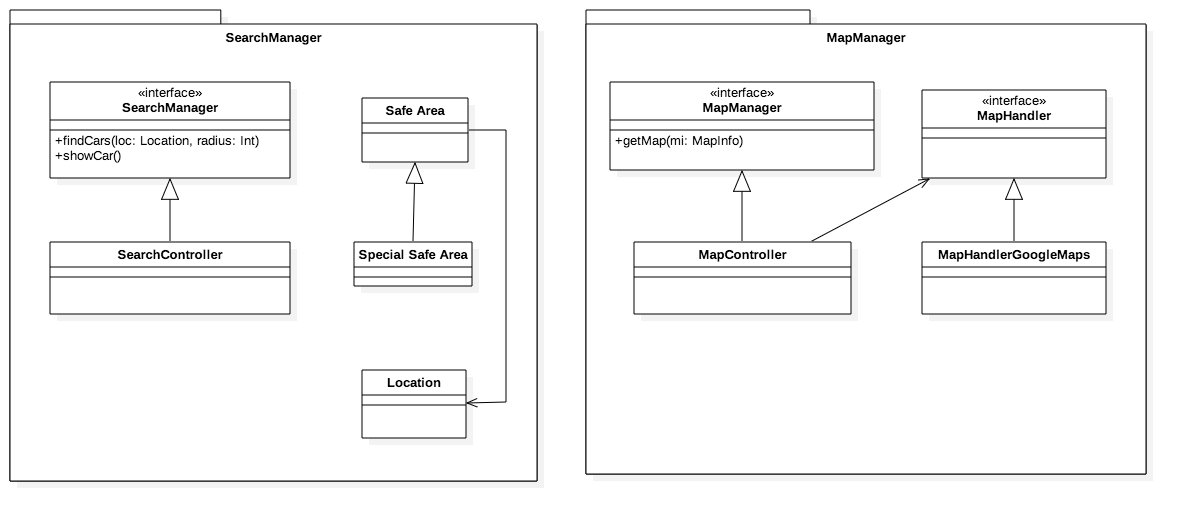 SearchManager
«interface»
SearchManager
+findCars(loc: Location, radius: Int)
+showCar()
Safe Area
SearchController
Special Safe Area
Location
MapManager
«interface»
MapManager
+getMap(mi: MapInfo)
«interface»
MapHandler
MapController
MapHandlerGoogleMaps